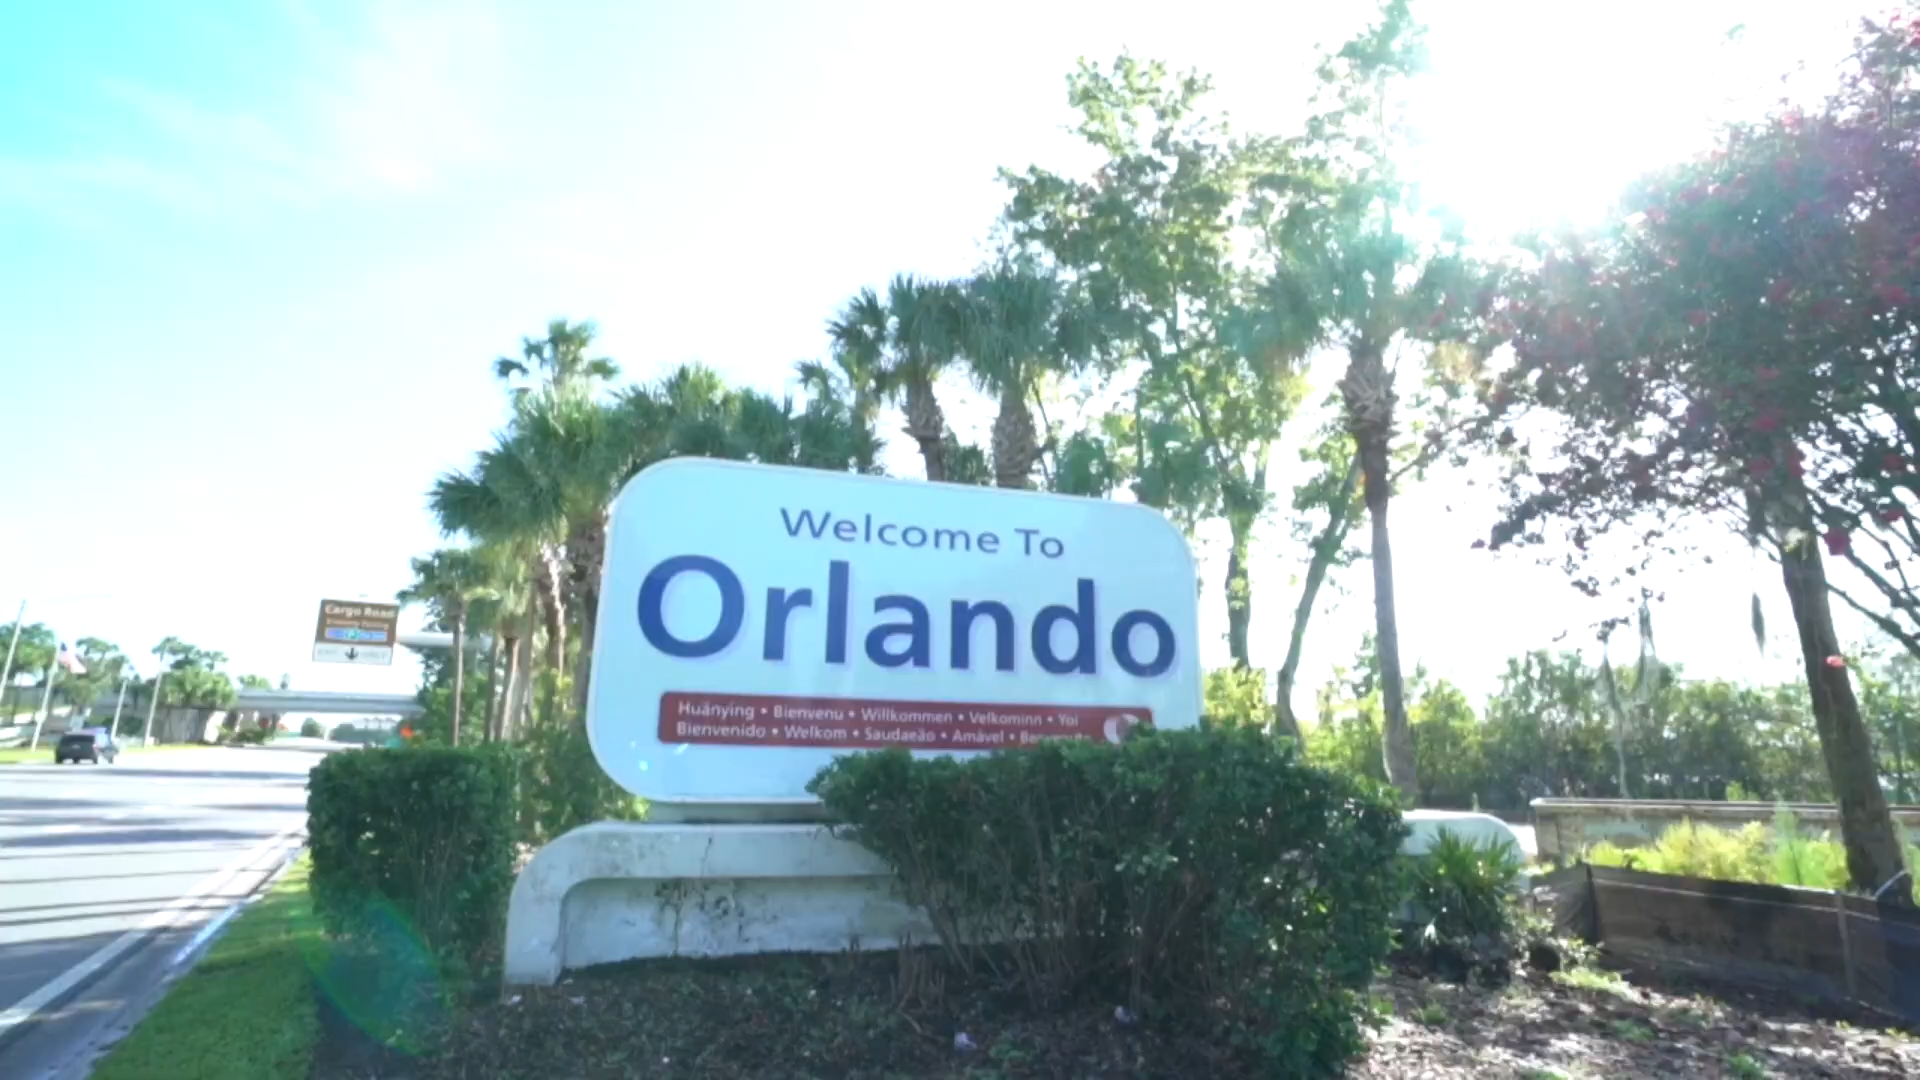 Cargo Road
Welcome To
Orlando
Huānying • Bienvenu • Willkommen • Velkominn • Yoi
Bienvenido • Welkom • Saudaeão • Amável •